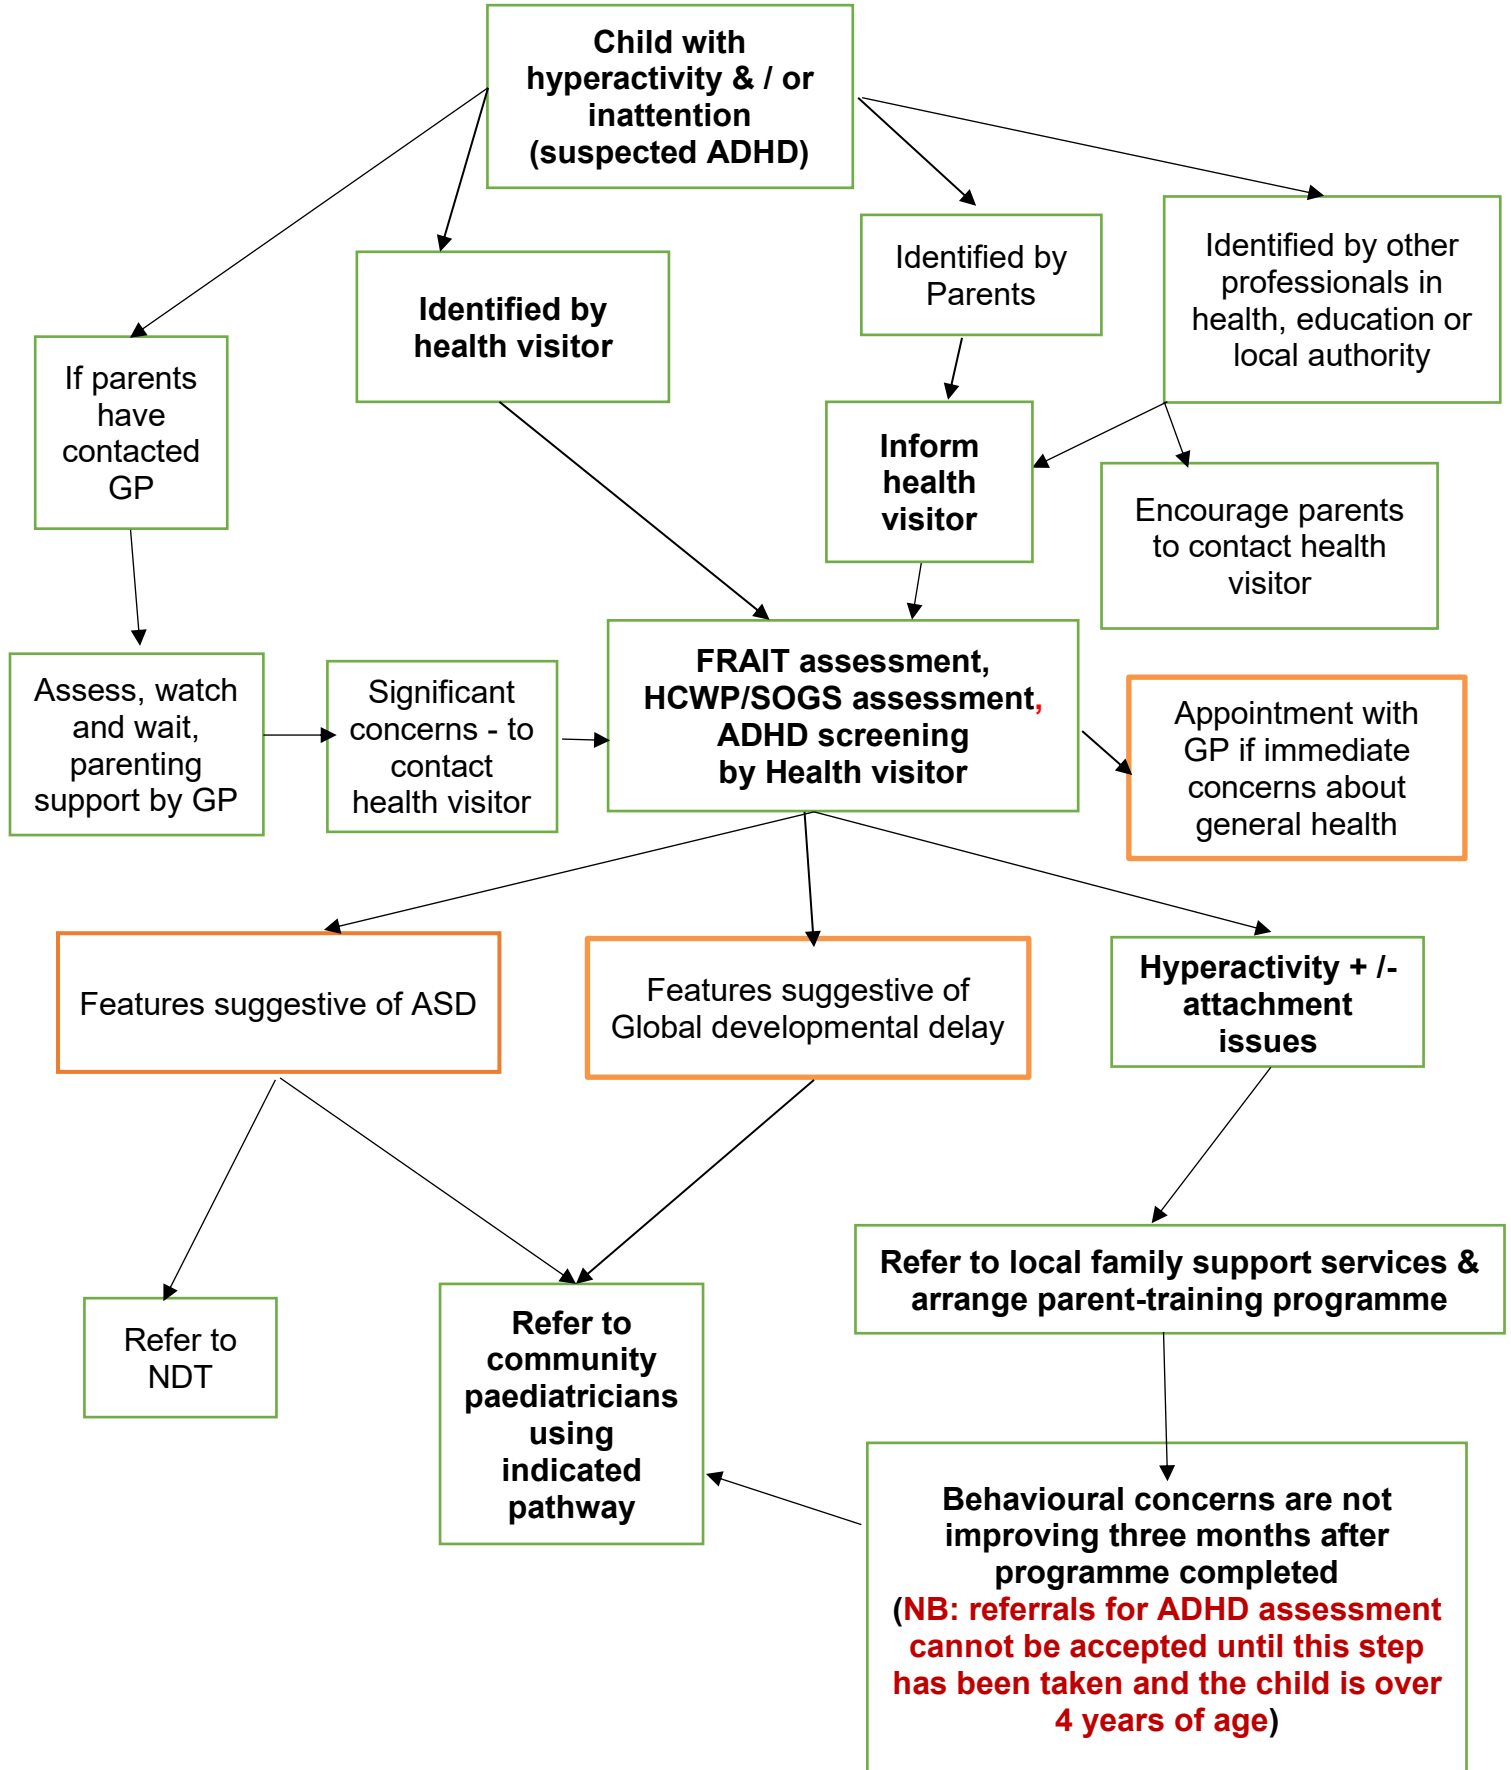 Child with
hyperactivity & / or
inattention
(suspected ADHD)
Identified by
Parents
Identified by other
professionals in
health, education or
local authority
Identified by
health visitor
If parents
have
contacted
GP
Inform
health
visitor
Encourage parents
to contact health
visitor
Assess, watch
and wait,
parenting
support by GP
Significant
concerns - to
contact
health visitor
FRAIT assessment,
HCWP/SOGS assessment,
ADHD screening
by Health visitor
Appointment with
GP if immediate
concerns about
general health
Features suggestive of ASD
Features suggestive of
Global developmental delay
Hyperactivity + /-
attachment
issues
Refer to local family support services &
arrange parent-training programme
Refer to
NDT
Refer to
community
paediatricians
using
indicated
pathway
Behavioural concerns are not
improving three months after
programme completed
(NB: referrals for ADHD assessment
cannot be accepted until this step
has been taken and the child is over
4 years of age)